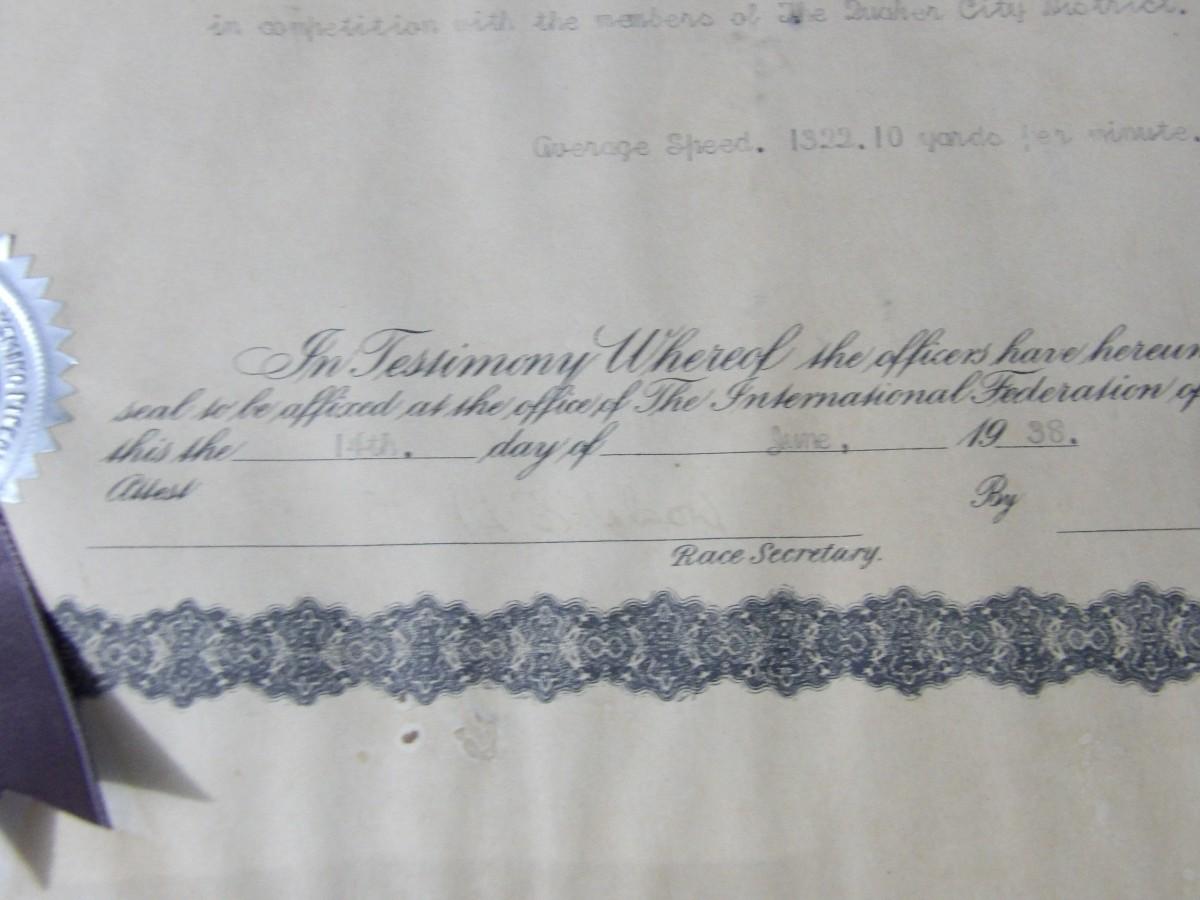 in competition with the members of The Quaker City District.
Average Speed. 1322.10 yards per minute.
In Testimony Whereof the officers have hereun
seal to be affixed at the office of The International Federation of
this the 14th. day of June, 19 38.
Attest
By
Race Secretary.